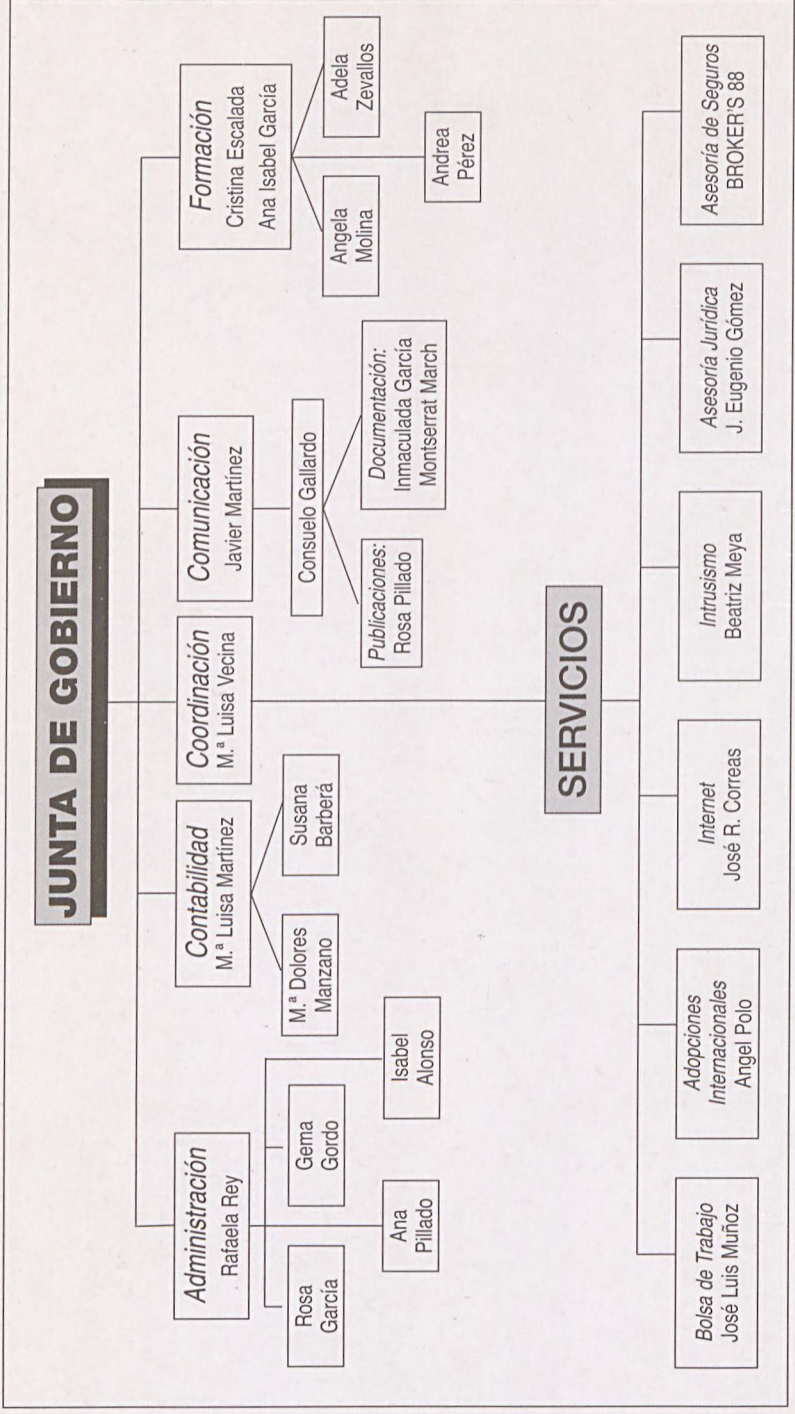 JUNTA DE GOBIERNO
Administración
Rafaela Rey
Rosa
García
Gema
Gordo
Ana
Pillado
Isabel
Alonso
Contabilidad
M.ª Luisa Martínez
M.ª Dolores
Manzano
Susana
Barberá
Coordinación
M.ª Luisa Vecina
Comunicación
Javier Martínez
Consuelo Gallardo
Publicaciones:
Rosa Pillado
Documentación:
Inmaculada García
Montserrat March
Formación
Cristina Escalada
Ana Isabel García
Angela
Molina
Adela
Zevallos
Andrea
Pérez
SERVICIOS
Bolsa de Trabajo
José Luis Muñoz
Adopciones
Internacionales
Angel Polo
Internet
José R. Correas
Intrusismo
Beatriz Meya
Asesoría Jurídica
J. Eugenio Gómez
Asesoría de Seguros
BROKER'S 88